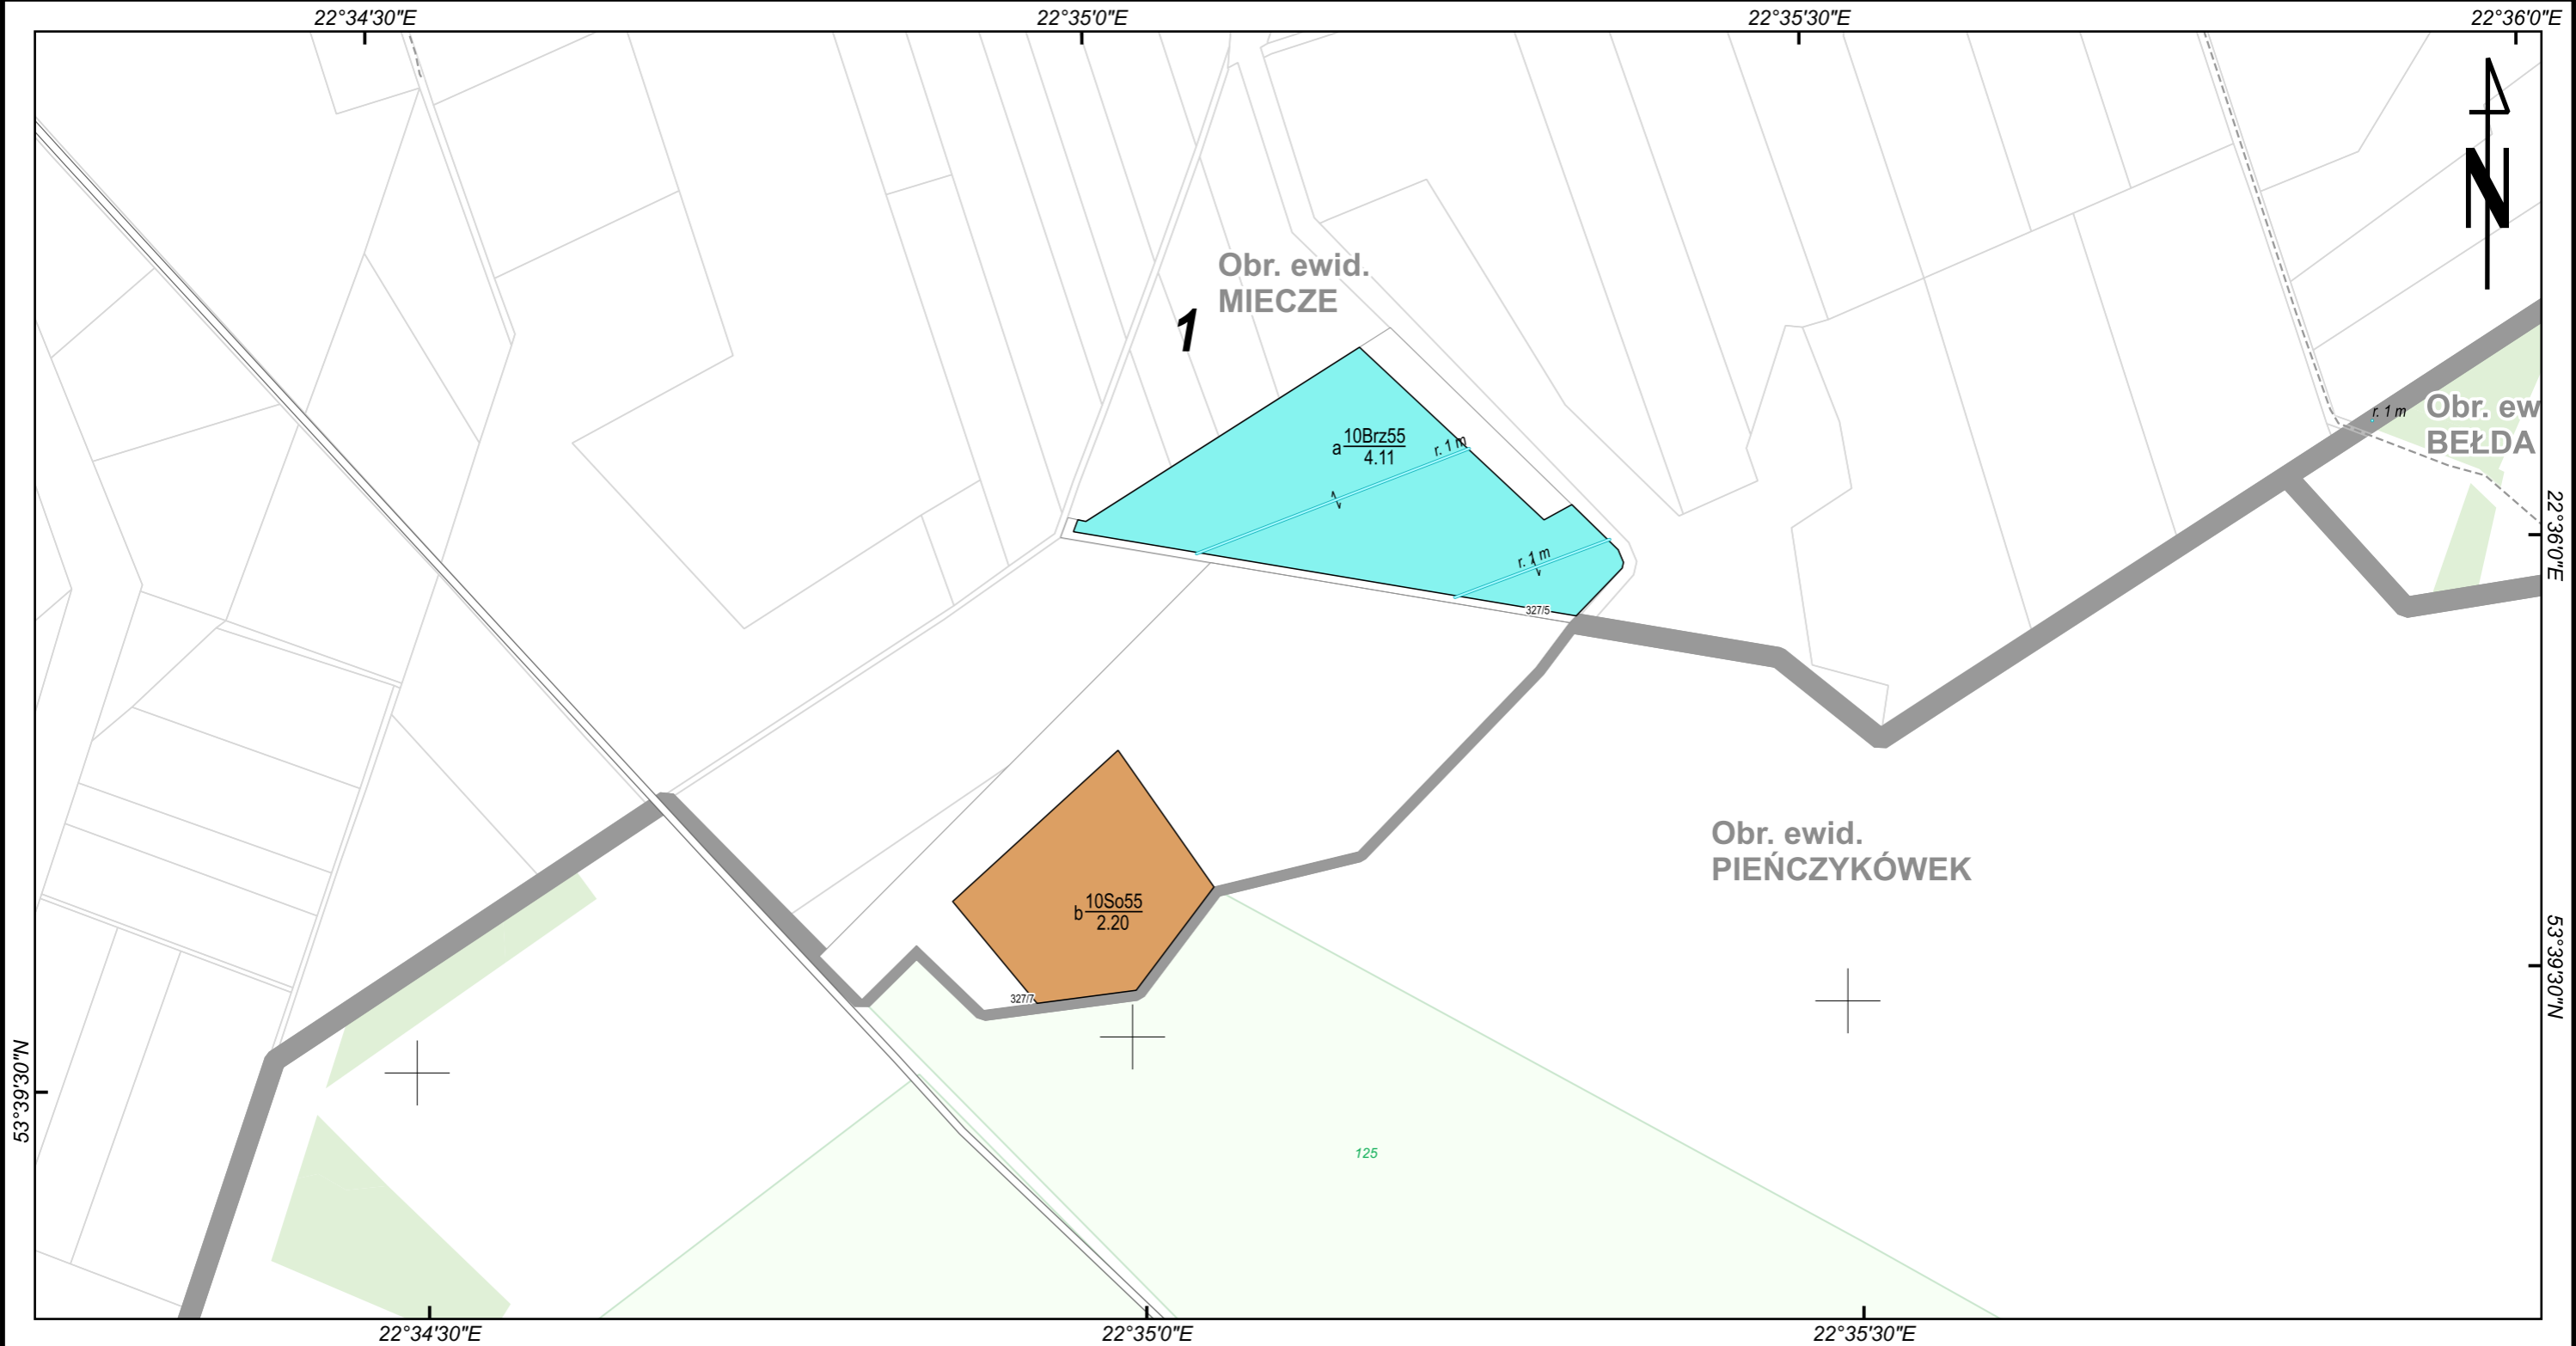 22°34'30"E
22°35'0"E
22°35'30"E
22°36'0"E
N
Obr. ewid.
MIECZE
1
Obr. ew
BEŁDA
r. 1 m
a 10Brz55
4.11
r. 1 m
r. 1 m
327/5
22°36'0"E
Obr. ewid.
PIEŃCZYKÓWEK
b 10So55
2.20
327/7
53°39'30"N
53°39'30"N
125
22°34'30"E
22°35'0"E
22°35'30"E